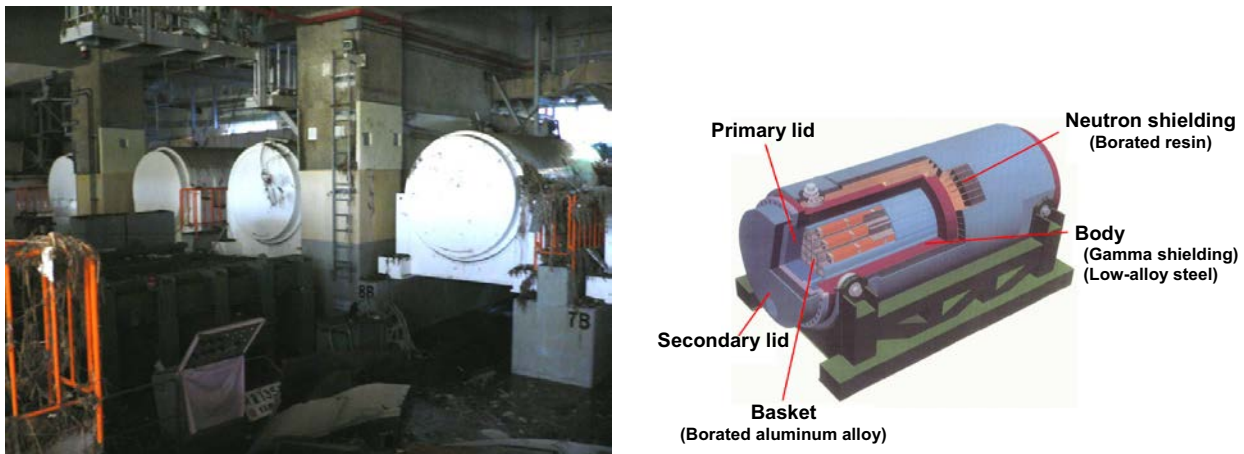 8B
7B
Primary lid
Neutron shielding
(Borated resin)
Body
(Gamma shielding)
(Low-alloy steel)
Secondary lid
Basket
(Borated aluminum alloy)